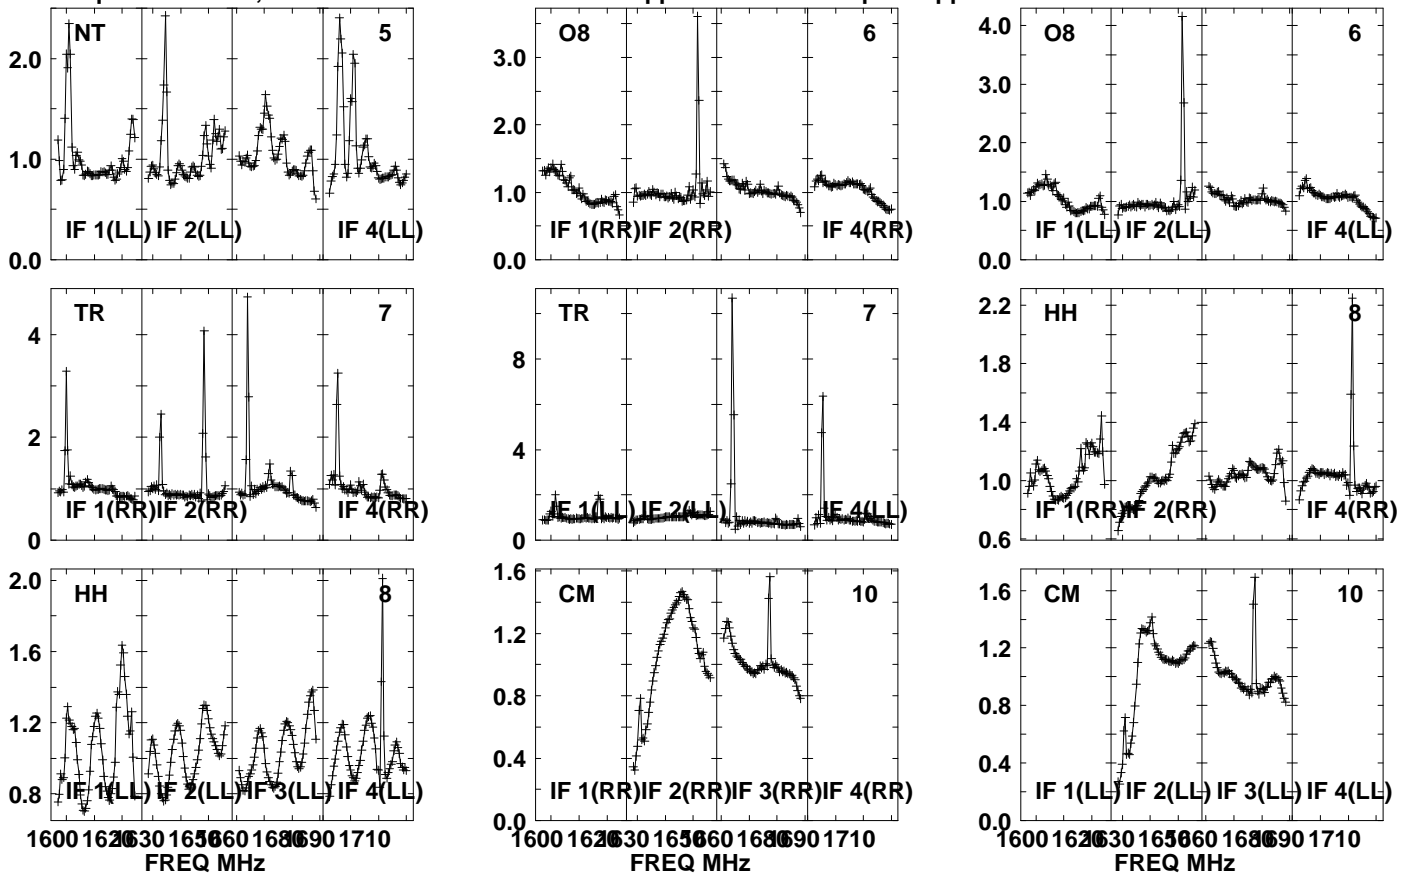 NT 5 O8 6 O8 6
2.0 3.0 4.0
3.0
1.0 2.0 2.0
1.0 1.0
IF 1(LL) IF 2(LL) IF 4(LL) IF 1(RR) IF 2(RR) IF 4(RR) IF 1(LL) IF 2(LL) IF 4(LL)
0.0 0.0 0.0
TR 7 TR 7 HH 8
4 8 2.2
1.8
2 4 1.4
1.0
IF 1(RR) IF 2(RR) IF 4(RR) IF 1(LL) IF 2(LL) IF 4(LL) IF 1(RR) IF 2(RR) IF 4(RR)
0 0 0.6
HH 8 CM 10 CM 10
2.0 1.6 1.6
1.6 1.2 1.2
1.2 0.8 0.8
0.8 0.4 0.4
IF 1(LL) IF 2(LL) IF 3(LL) IF 4(LL) IF 1(RR) IF 2(RR) IF 3(RR) IF 4(RR) IF 1(LL) IF 2(LL) IF 3(LL) IF 4(LL)
0.0 0.0
1600 1710 1600 1710 1600 1710
FREQ MHz FREQ MHz FREQ MHz